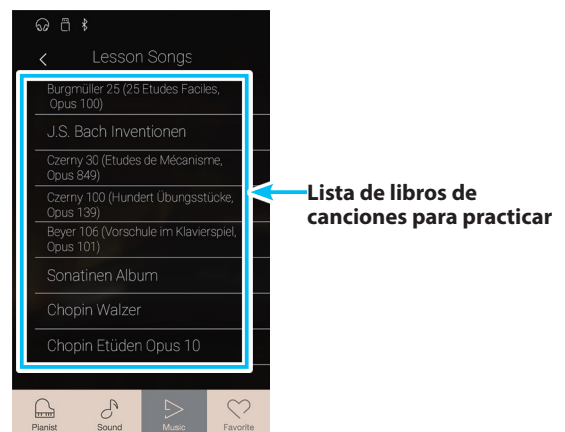 Lesson Songs
Burgmüller 25 (25 Etudes Faciles,
Opus 100)
J.S. Bach Inventionen
Czerny 30 (Etudes de Mécanisme,
Opus 849)
Czerny 100 (Hundert Übungsstücke,
Opus 139)
Beyer 106 (Vorschule im Klavierspiel,
Opus 101)
Sonatinen Album
Chopin Walzer
Chopin Etüden Opus 10
Lista de libros de
canciones para practicar
Pianist Sound Music Favorite